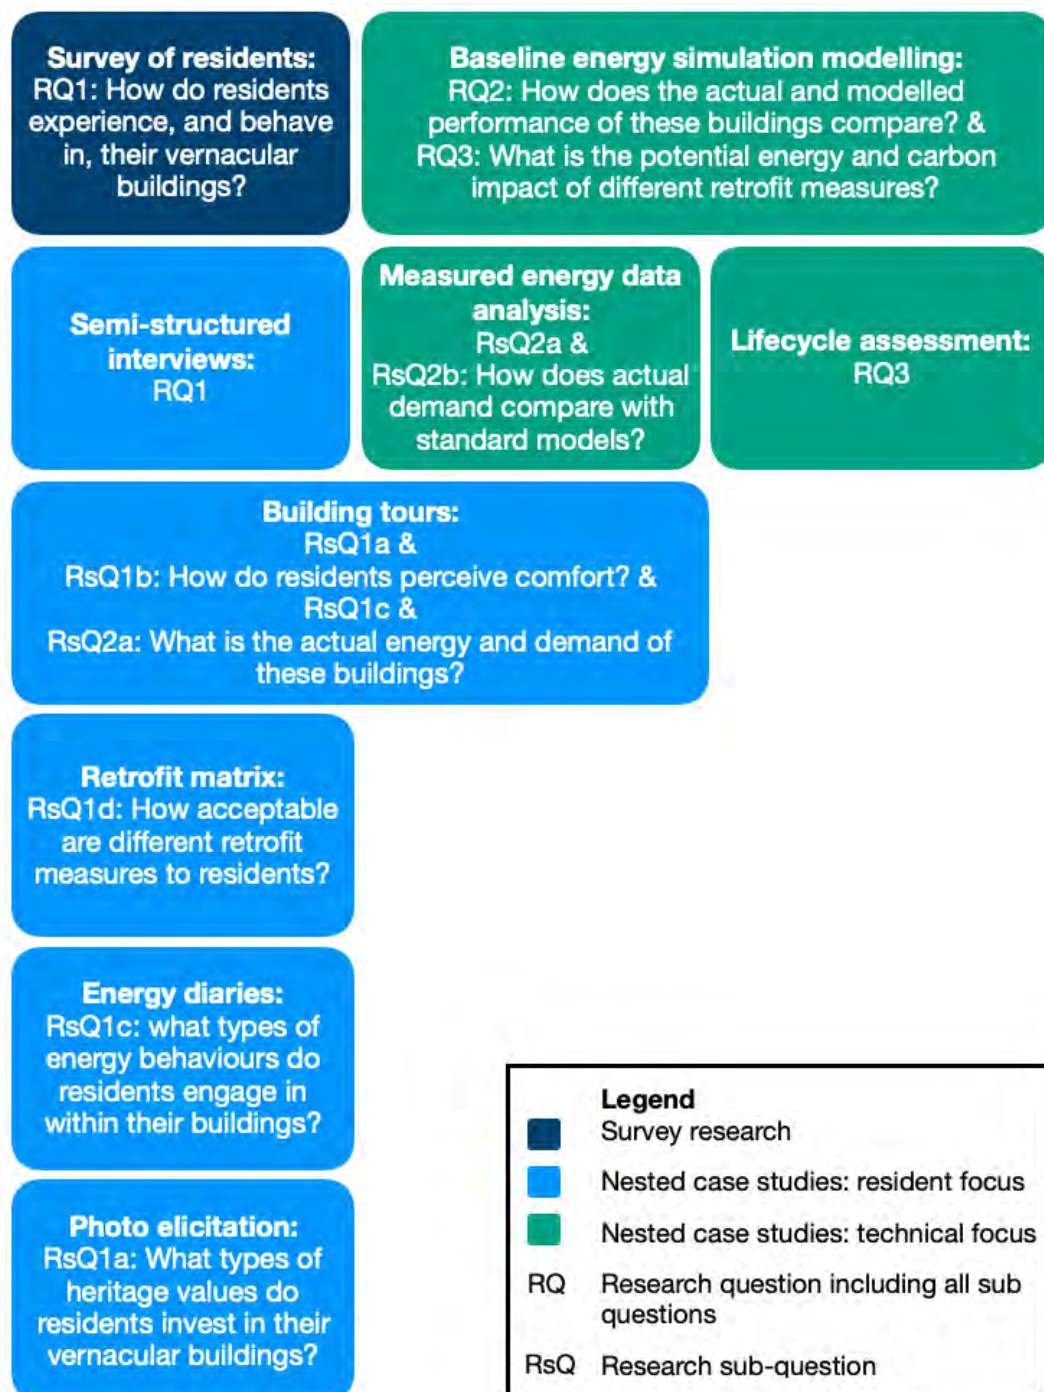 Survey of residents:
RQ1: How do residents
experience, and behave
in, their vernacular
buildings?
Baseline energy simulation modelling:
RQ2: How does the actual and modelled
performance of these buildings compare? &
RQ3: What is the potential energy and carbon
impact of different retrofit measures?
Semi-structured
interviews:
RQ1
Measured energy data
analysis:
RsQ2a &
RsQ2b: How does actual
demand compare with
standard models?
Lifecycle assessment:
RQ3
Building tours:
RsQ1a &
RsQ1b: How do residents perceive comfort? &
RsQ1c &
RsQ2a: What is the actual energy and demand of
these buildings?
Retrofit matrix:
RsQ1d: How acceptable
are different retrofit
measures to residents?
Energy diaries:
RsQ1c: what types of
energy behaviours do
residents engage in
within their buildings?
Photo elicitation:
RsQ1a: What types of
heritage values do
residents invest in their
vernacular buildings?
Legend
Survey research
Nested case studies: resident focus
Nested case studies: technical focus
RQ Research question including all sub
questions
RsQ Research sub-question